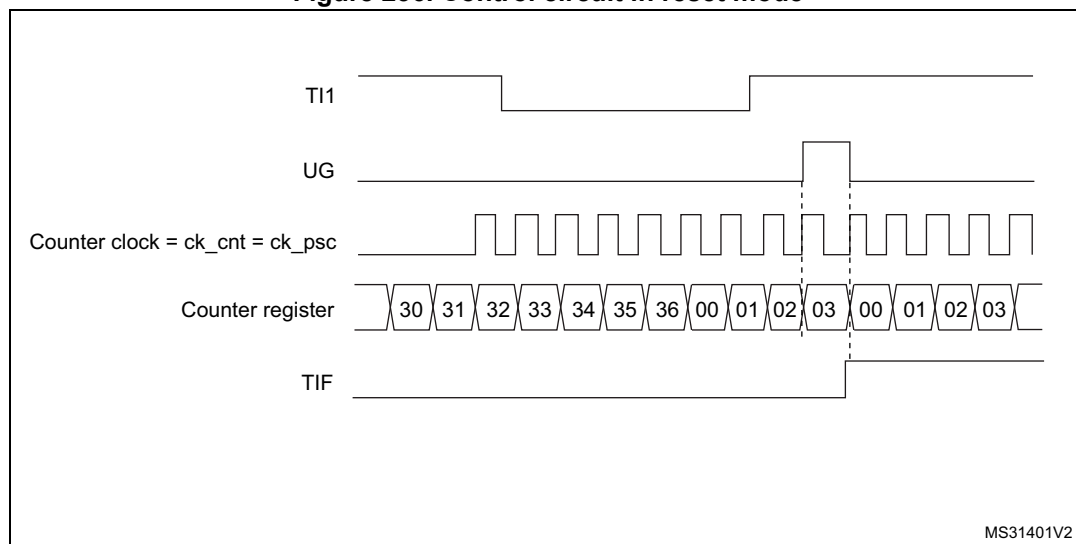 TI1
UG
Counter clock = ck_cnt = ck_psc
Counter register 30 31 32 33 34 35 36 00 01 02 03 00 01 02 03
TIF
MS31401V2